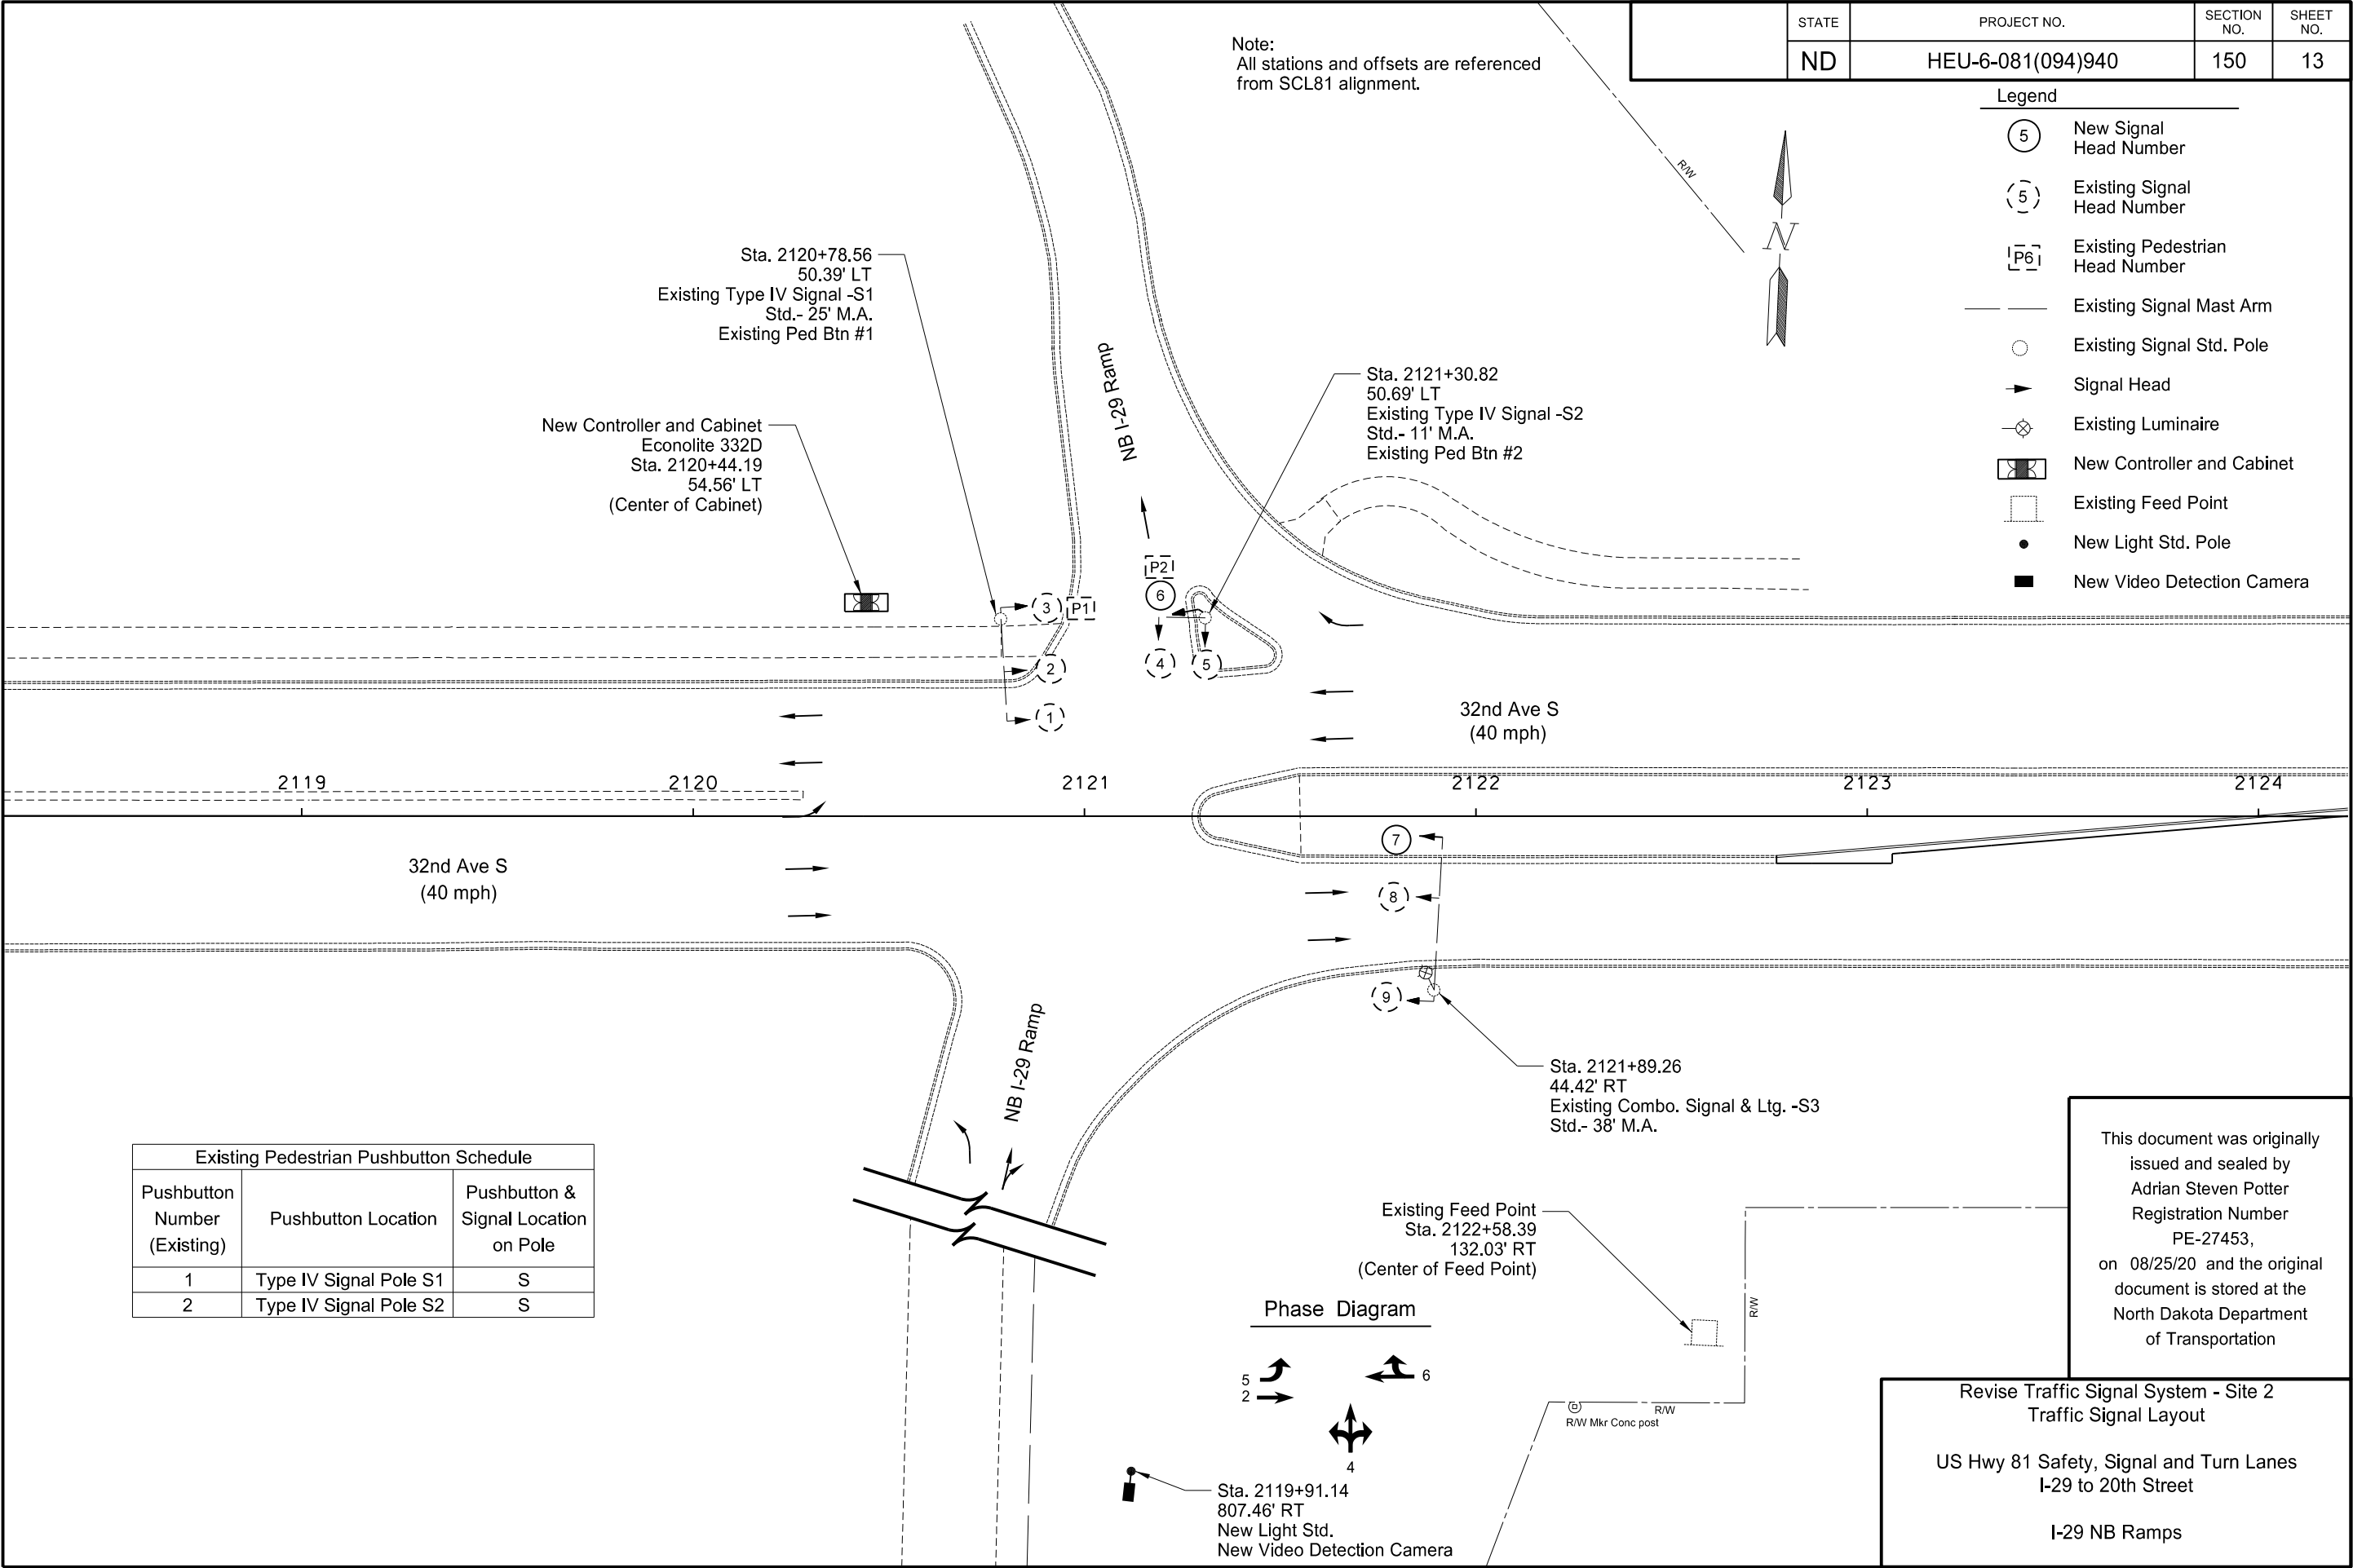 Note:
All stations and offsets are referenced
from SCL81 alignment.
STATE
PROJECT NO.
SECTION
NO.
SHEET
NO.
ND
HEU-6-081(094)940
150
13
Legend
5
New Signal
Head Number
5
Existing Signal
Head Number
P6
Existing Pedestrian
Head Number
Existing Signal Mast Arm
Existing Signal Std. Pole
Signal Head
Existing Luminaire
New Controller and Cabinet
Existing Feed Point
New Light Std. Pole
New Video Detection Camera
R/W
N
Sta. 2120+78.56
50.39' LT
Existing Type IV Signal -S1
Std.- 25' M.A.
Existing Ped Btn #1
New Controller and Cabinet
Econolite 332D
Sta. 2120+44.19
54.56' LT
(Center of Cabinet)
NB I-29 Ramp
Sta. 2121+30.82
50.69' LT
Existing Type IV Signal -S2
Std.- 11' M.A.
Existing Ped Btn #2
P2
6
3
P1
2
4
5
1
32nd Ave S
(40 mph)
2119
2120
2121
2122
2123
2124
7
8
9
32nd Ave S
(40 mph)
NB I-29 Ramp
Sta. 2121+89.26
44.42' RT
Existing Combo. Signal & Ltg. -S3
Std.- 38' M.A.
Existing Pedestrian Pushbutton Schedule
Pushbutton
Number
(Existing)
Pushbutton Location
Pushbutton &
Signal Location
on Pole
1
Type IV Signal Pole S1
S
2
Type IV Signal Pole S2
S
Existing Feed Point
Sta. 2122+58.39
132.03' RT
(Center of Feed Point)
R/W
R/W
R/W Mkr Conc post
Phase Diagram
5
2
6
4
Sta. 2119+91.14
807.46' RT
New Light Std.
New Video Detection Camera
This document was originally
issued and sealed by
Adrian Steven Potter
Registration Number
PE-27453,
on 08/25/20 and the original
document is stored at the
North Dakota Department
of Transportation
Revise Traffic Signal System - Site 2
Traffic Signal Layout
US Hwy 81 Safety, Signal and Turn Lanes
I-29 to 20th Street
I-29 NB Ramps